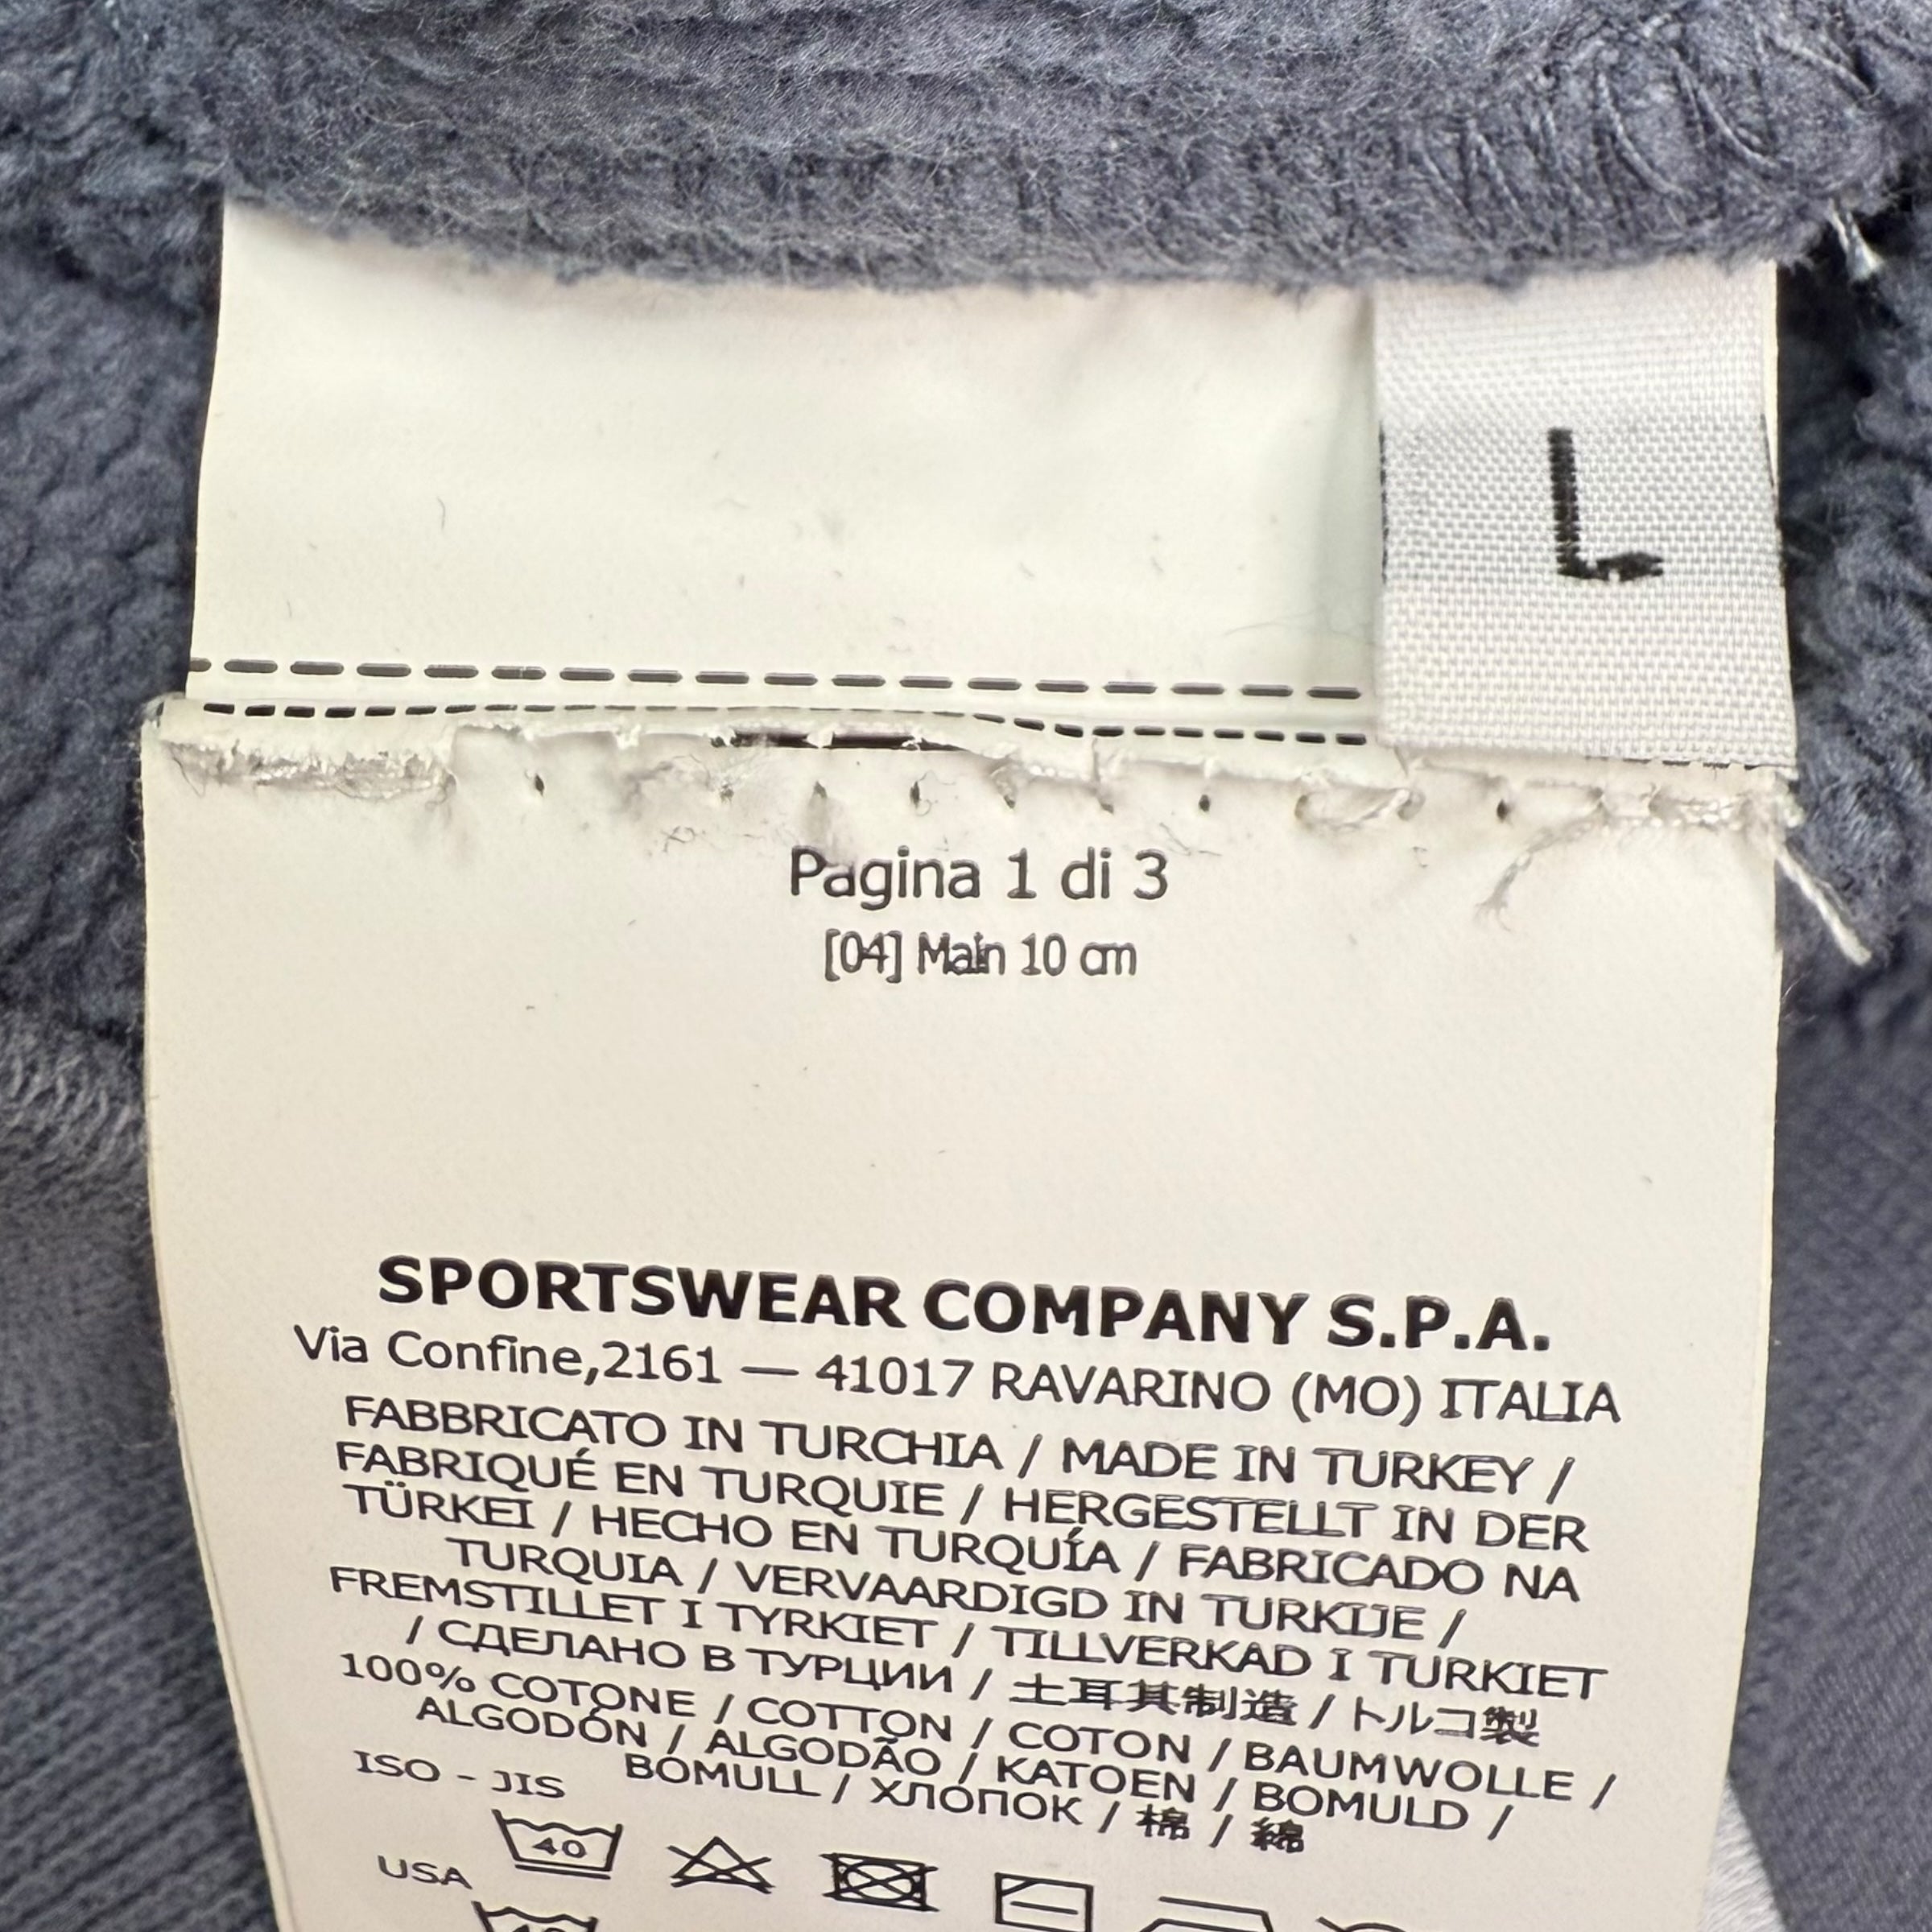 L
Pagina 1 di 3
[04] Main 10 cm
SPORTSWEAR COMPANY S.P.A.
Via Confine,2161 — 41017 RAVARINO (MO) ITALIA
FABBRICATO IN TURCHIA / MADE IN TURKEY /
FABRIQUÉ EN TURQUIE / HERGESTELLT IN DER
TÜRKEI / HECHO EN TURQUÍA / FABRICADO NA
TURQUIA / VERVAARDIGD IN TURKIJE /
FREMSTILLET I TYRKIET / TILLVERKAD I TURKIET
/ СДЕЛАНО В ТУРЦИИ / 土耳其制造 / トルコ製
100% COTONE / COTTON / COTON / BAUMWOLLE /
ALGODÓN / ALGODÃO / KATOEN / BOMULD /
BOMULL / ХЛОПОК / 棉 / 綿
ISO - JIS
40
USA